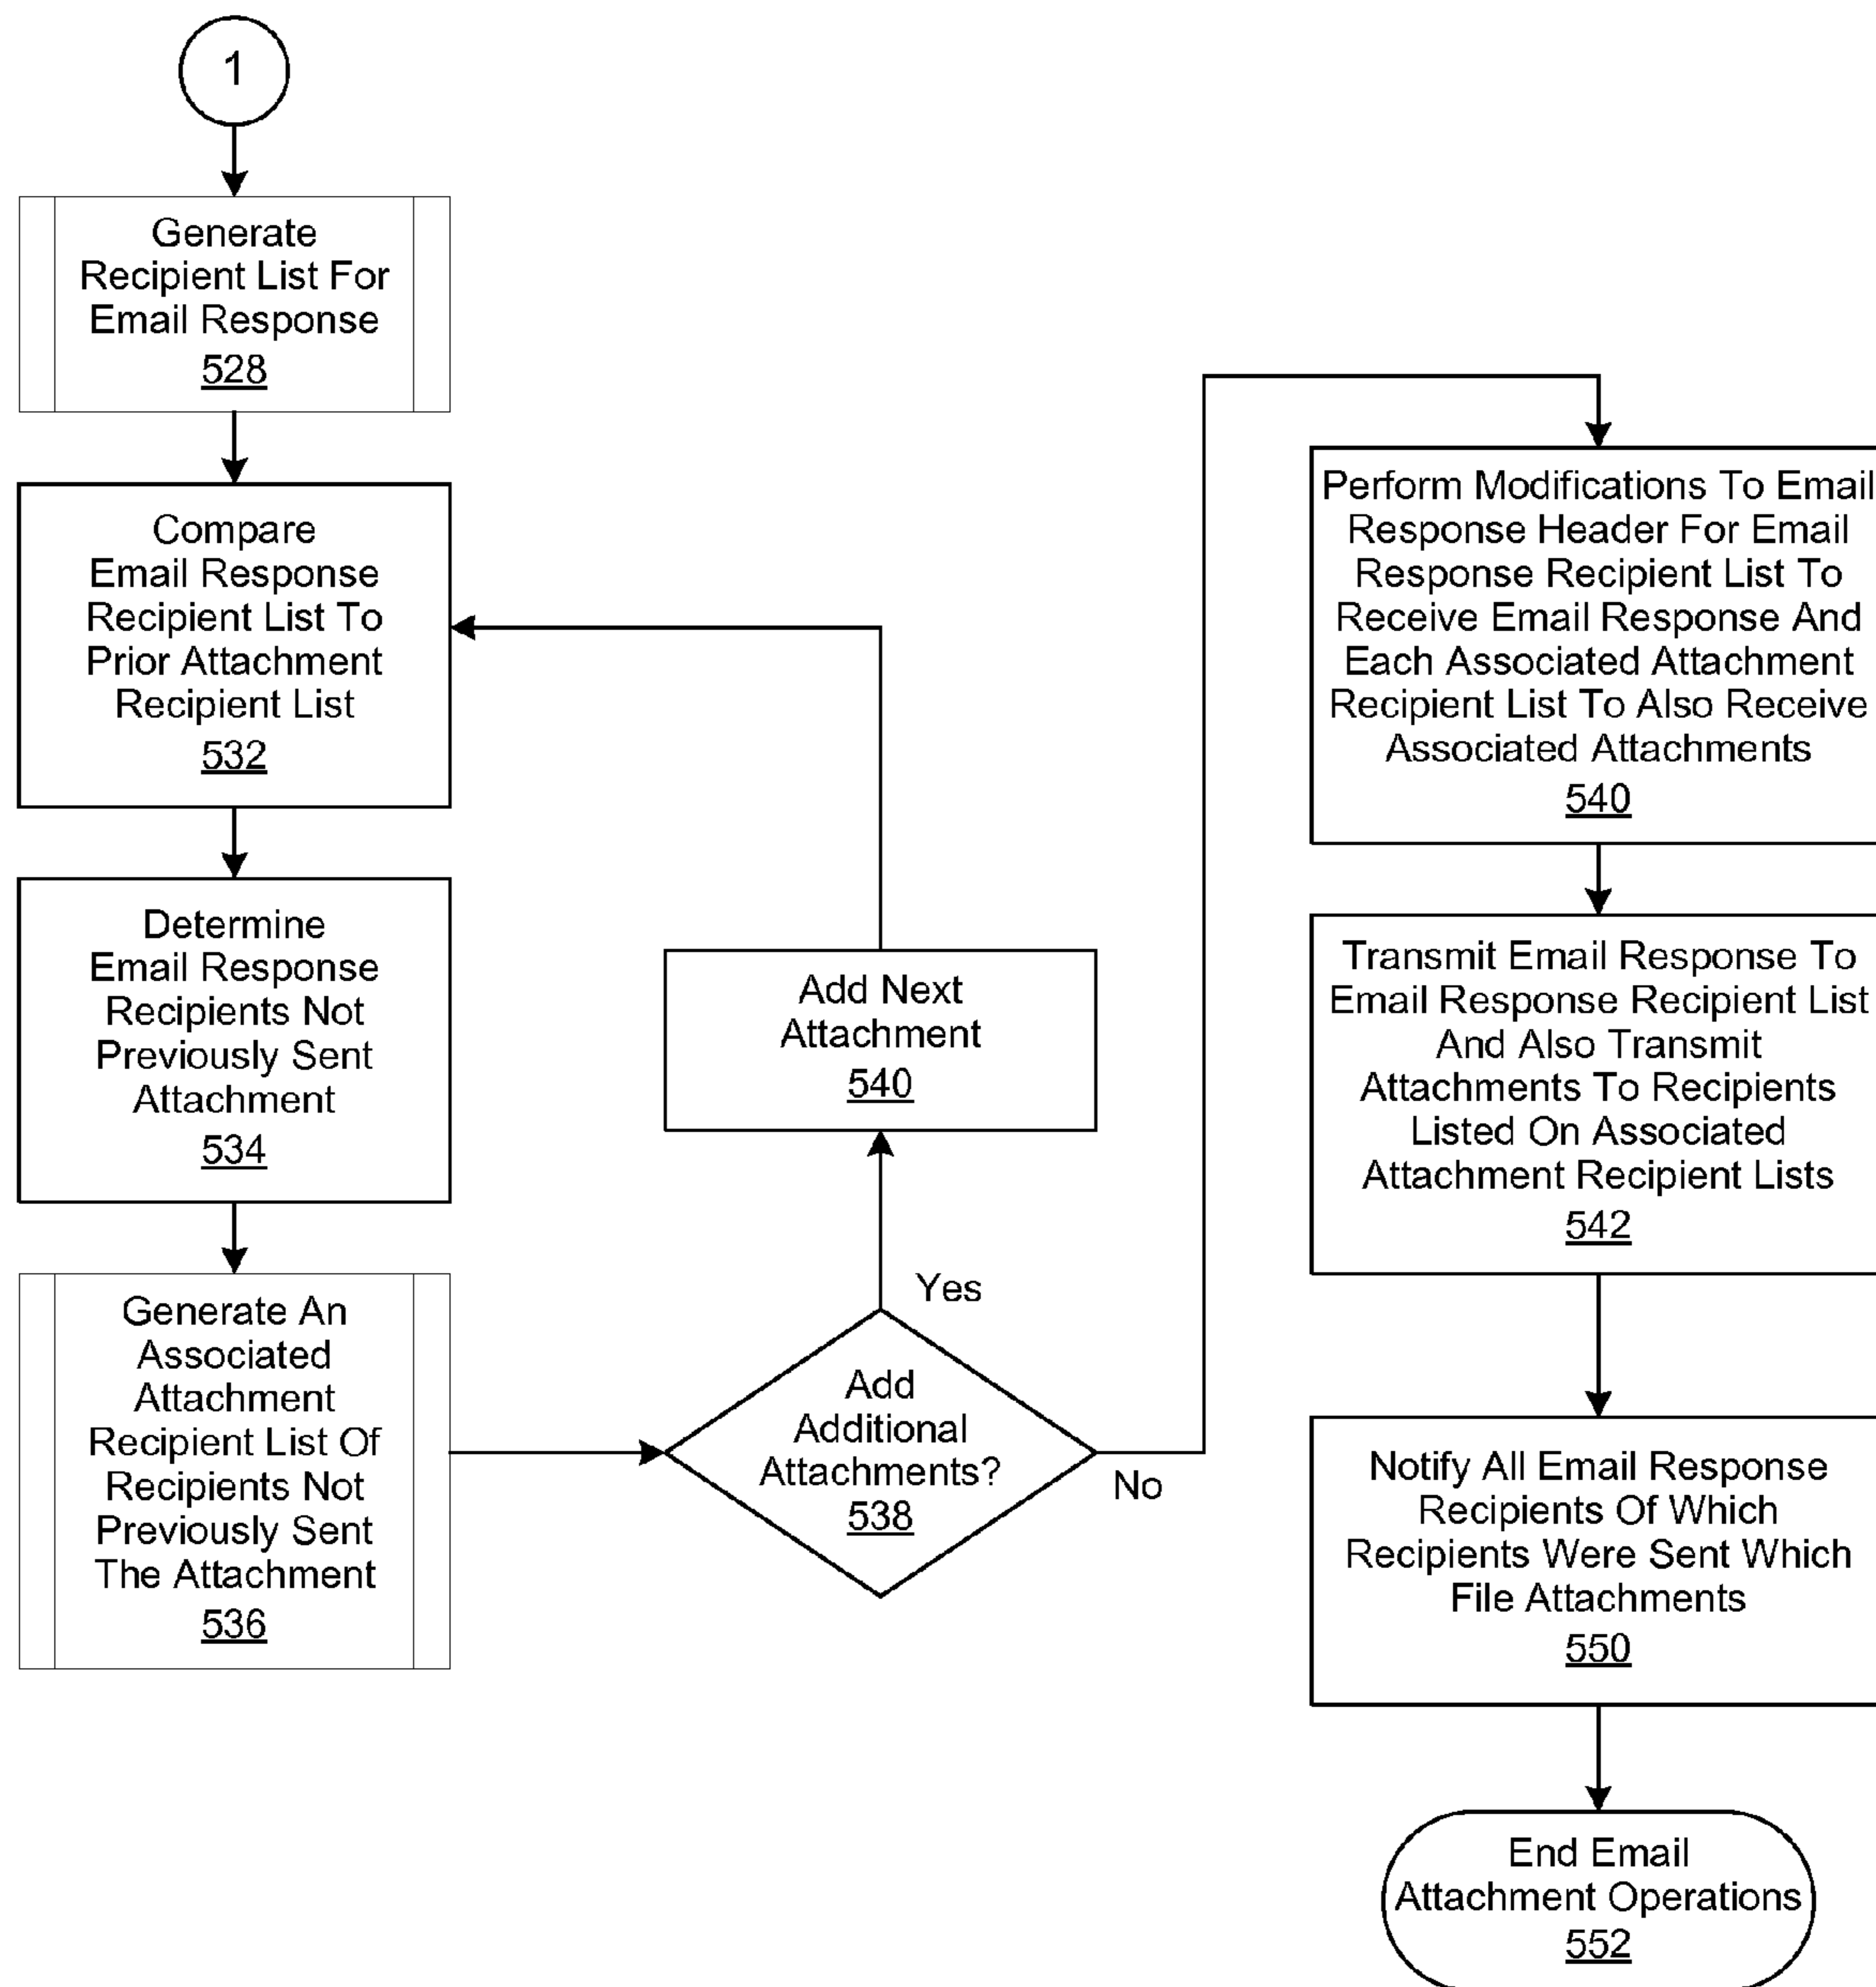 1
Generate
Recipient List For
Email Response
528
Compare
Email Response
Recipient List To
Prior Attachment
Recipient List
532
Determine
Email Response
Recipients Not
Previously Sent
Attachment
534
Generate An
Associated
Attachment
Recipient List Of
Recipients Not
Previously Sent
The Attachment
536
Add
Additional
Attachments?
538
Yes
No
Add Next
Attachment
540
Perform Modifications To Email
Response Header For Email
Response Recipient List To
Receive Email Response And
Each Associated Attachment
Recipient List To Also Receive
Associated Attachments
540
Transmit Email Response To
Email Response Recipient List
And Also Transmit
Attachments To Recipients
Listed On Associated
Attachment Recipient Lists
542
Notify All Email Response
Recipients Of Which
Recipients Were Sent Which
File Attachments
550
End Email
Attachment Operations
552